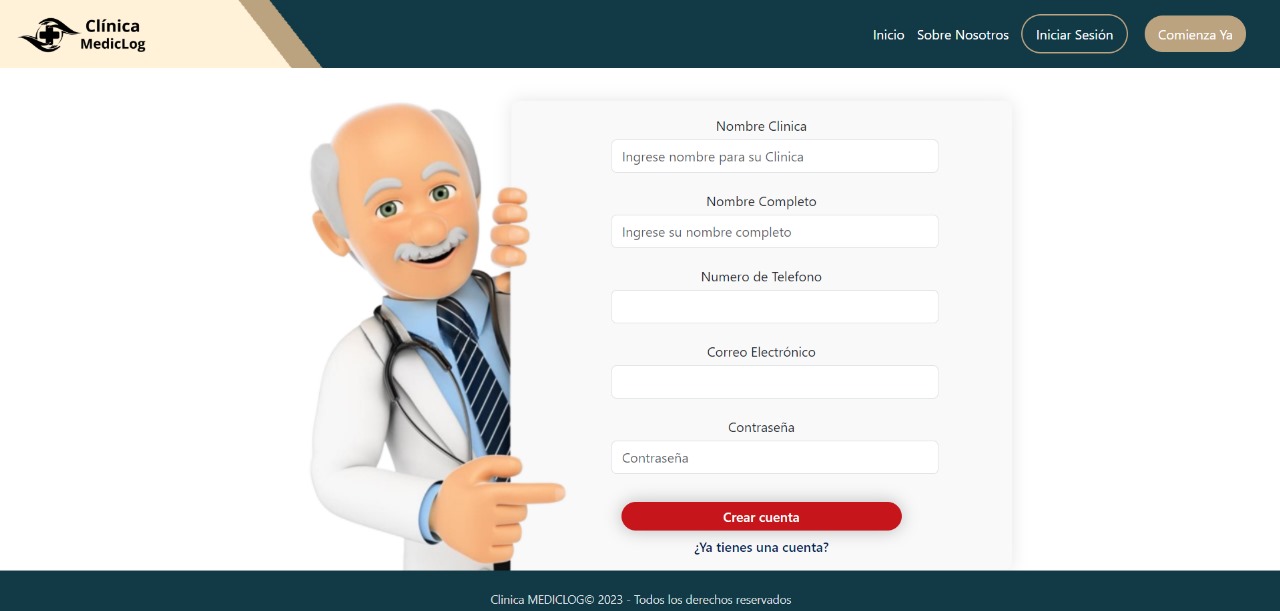 Clínica
MedicLog
Inicio Sobre Nosotros Iniciar Sesión Comienza Ya
Nombre Clinica
Ingrese nombre para su Clinica
Nombre Completo
Ingrese su nombre completo
Numero de Telefono
Correo Electrónico
Contraseña
Contraseña
Crear cuenta
¿Ya tienes una cuenta?
Clinica MEDICLOG© 2023 - Todos los derechos reservados